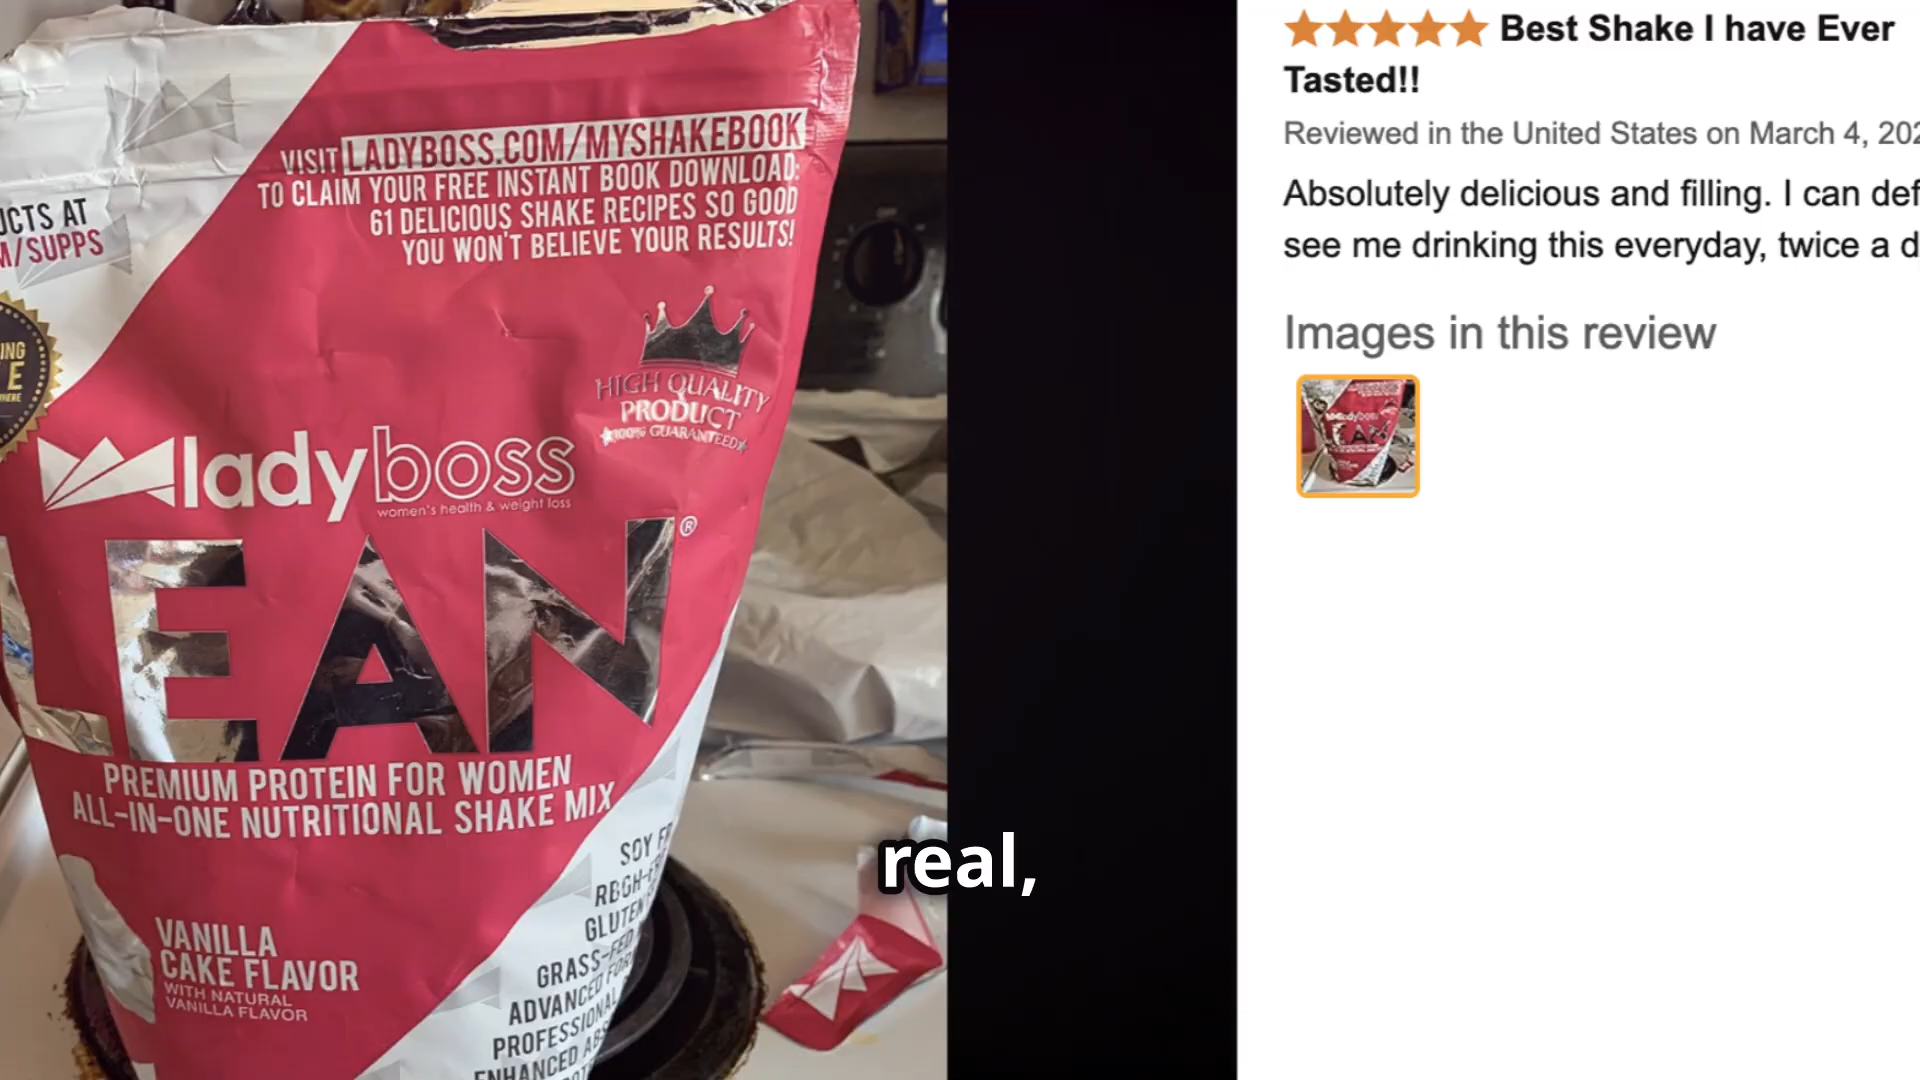 VISIT LADYBOSS.COM/MYSHAKEBOOK
TO CLAIM YOUR FREE INSTANT BOOK DOWNLOAD:
61 DELICIOUS SHAKE RECIPES SO GOOD
YOU WON'T BELIEVE YOUR RESULTS!
AT
/SUPPS
HIGH QUALITY
PRODUCT
100% GUARANTEED
ladyboss
women's health & weight loss
LEAN®
PREMIUM PROTEIN FOR WOMEN
ALL-IN-ONE NUTRITIONAL SHAKE MIX
SOY
GLUTEN
GRASS-FED
ADVANCED
PROFESSIONAL
ENHANCED
VANILLA
CAKE FLAVOR
WITH NATURAL
VANILLA FLAVOR
real,
Best Shake I have Ever
Tasted!!
Reviewed in the United States on March 4, 202
Absolutely delicious and filling. I can def
see me drinking this everyday, twice a d
Images in this review